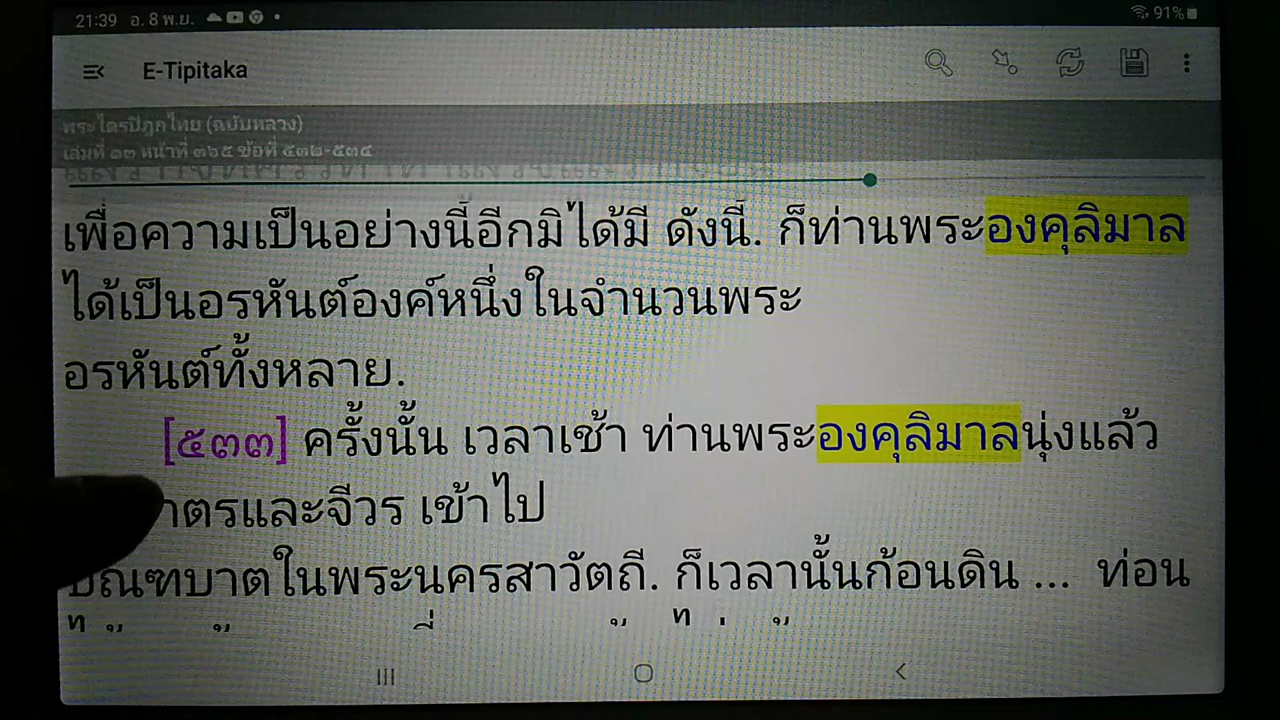 21:39 อ. 8 พ.ย.
91%
E-Tipitaka
พระไตรปิฎกไทย (ฉบับหลวง)
เล่มที่ ๑๓ หน้าที่ ๓๖๕ ข้อที่ ๕๓๒-๕๓๔
เพื่อความเป็นอย่างนี้อีกมิได้มี ดังนี้. ก็ท่านพระองคุลิมาล
ได้เป็นอรหันต์องค์หนึ่งในจำนวนพระ
อรหันต์ทั้งหลาย.
[๕๓๓] ครั้งนั้น เวลาเช้า ท่านพระองคุลิมาลนุ่งแล้ว
าตรและจีวร เข้าไป
บิณฑบาตในพระนครสาวัตถี. ก็เวลานั้นก้อนดิน ... ท่อน